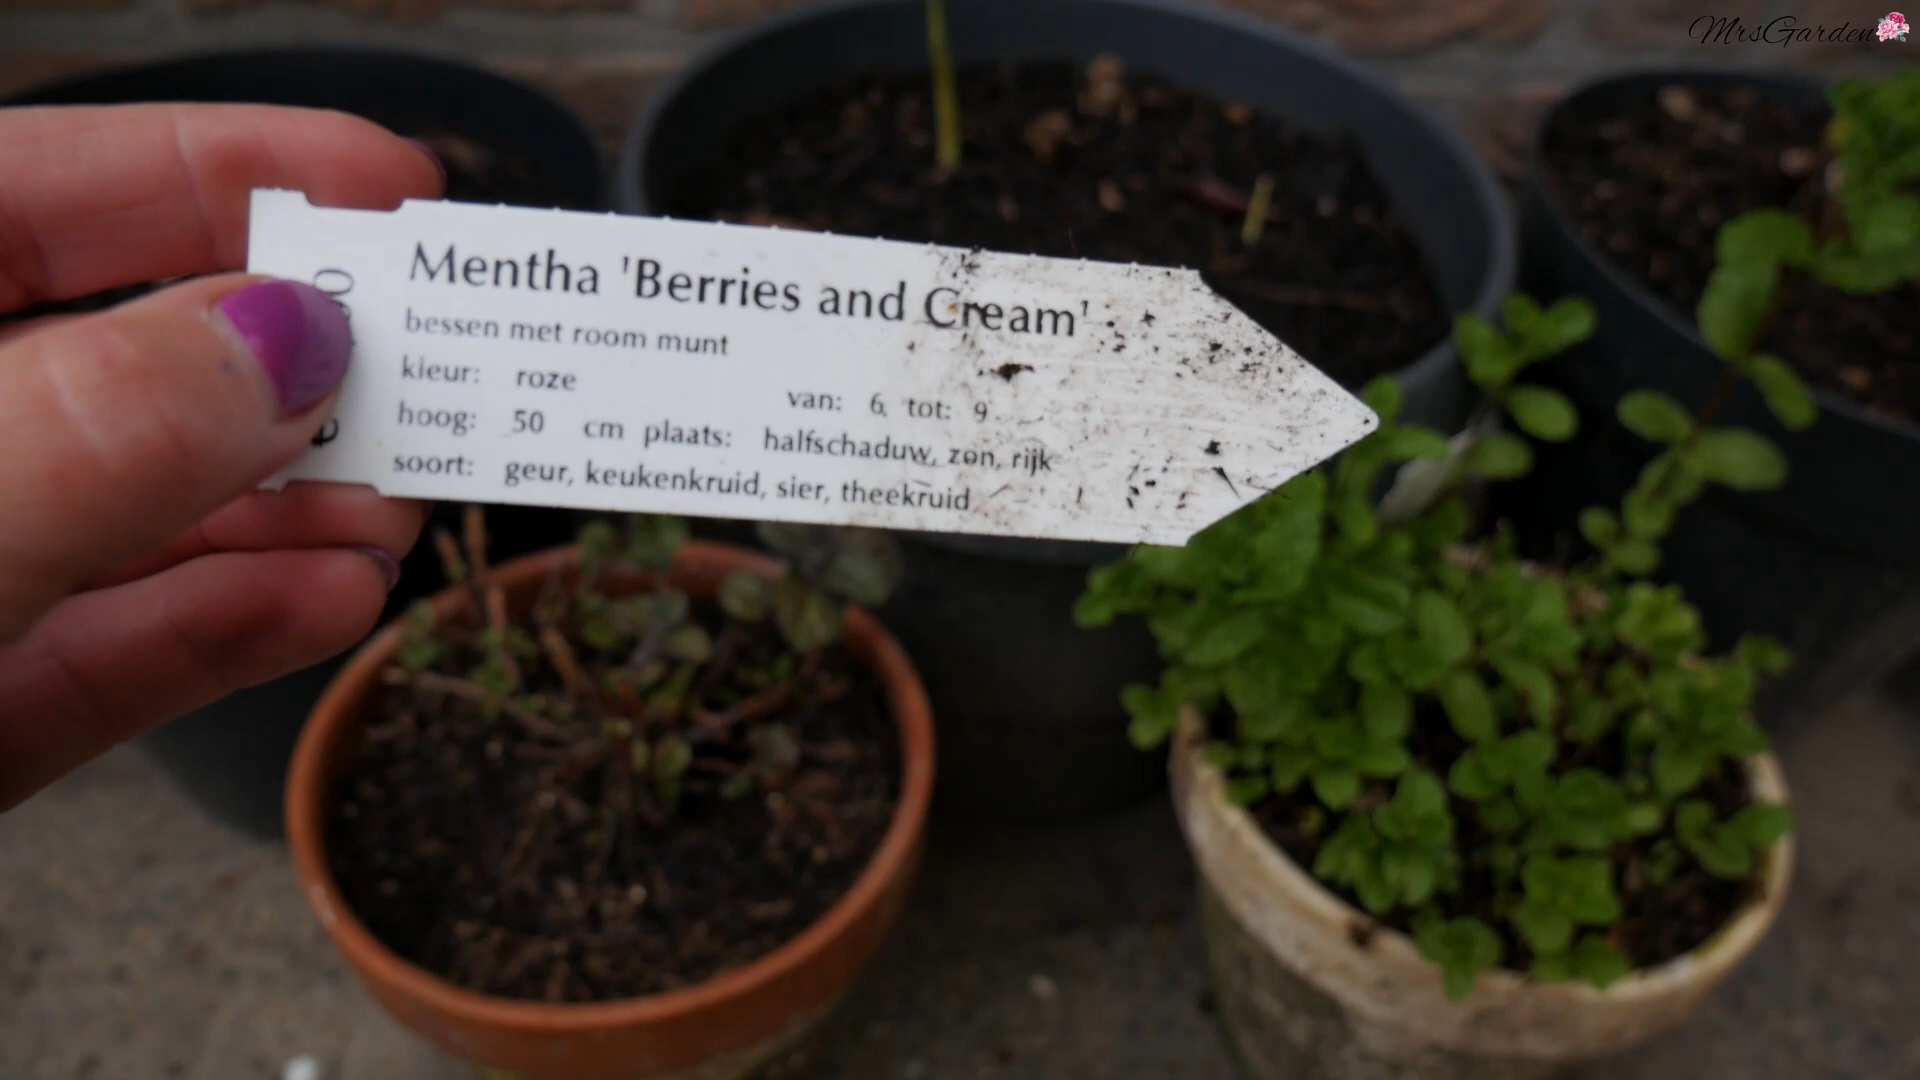 MrsGarden
Mentha 'Berries and Cream'
bessen met room munt
kleur: roze
van: 6 tot: 9
hoog: 50 cm plaats: halfschaduw, zon, rijk
soort: geur, keukenkruid, sier, theekruid